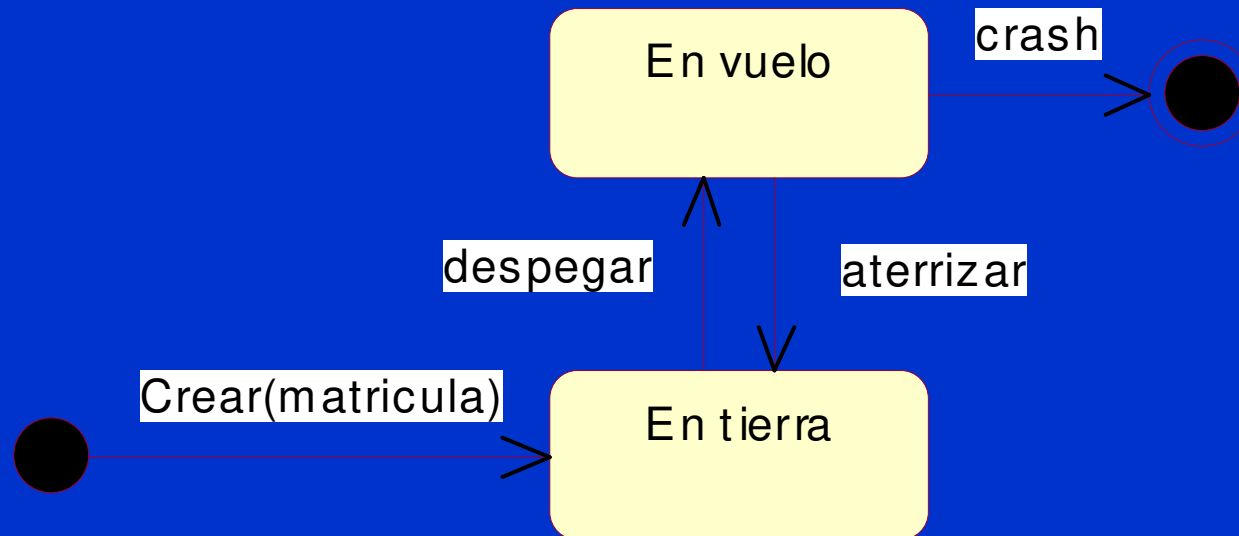 crash
En vuelo
despegar
aterrizar
Crear(matricula)
En tierra